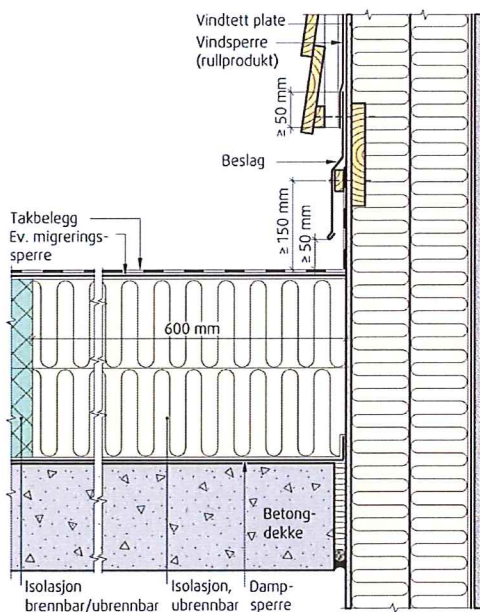 Vindtett plate
Vindsperre
(rullprodukt)
≥ 50 mm
Beslag
≥ 150 mm
≥ 50 mm
Takbelegg
Ev. migrerings-
sperre
600 mm
Betong-
dekke
Isolasjon
brennbar/ubrennbar
Isolasjon,
ubrennbar
Damp-
sperre